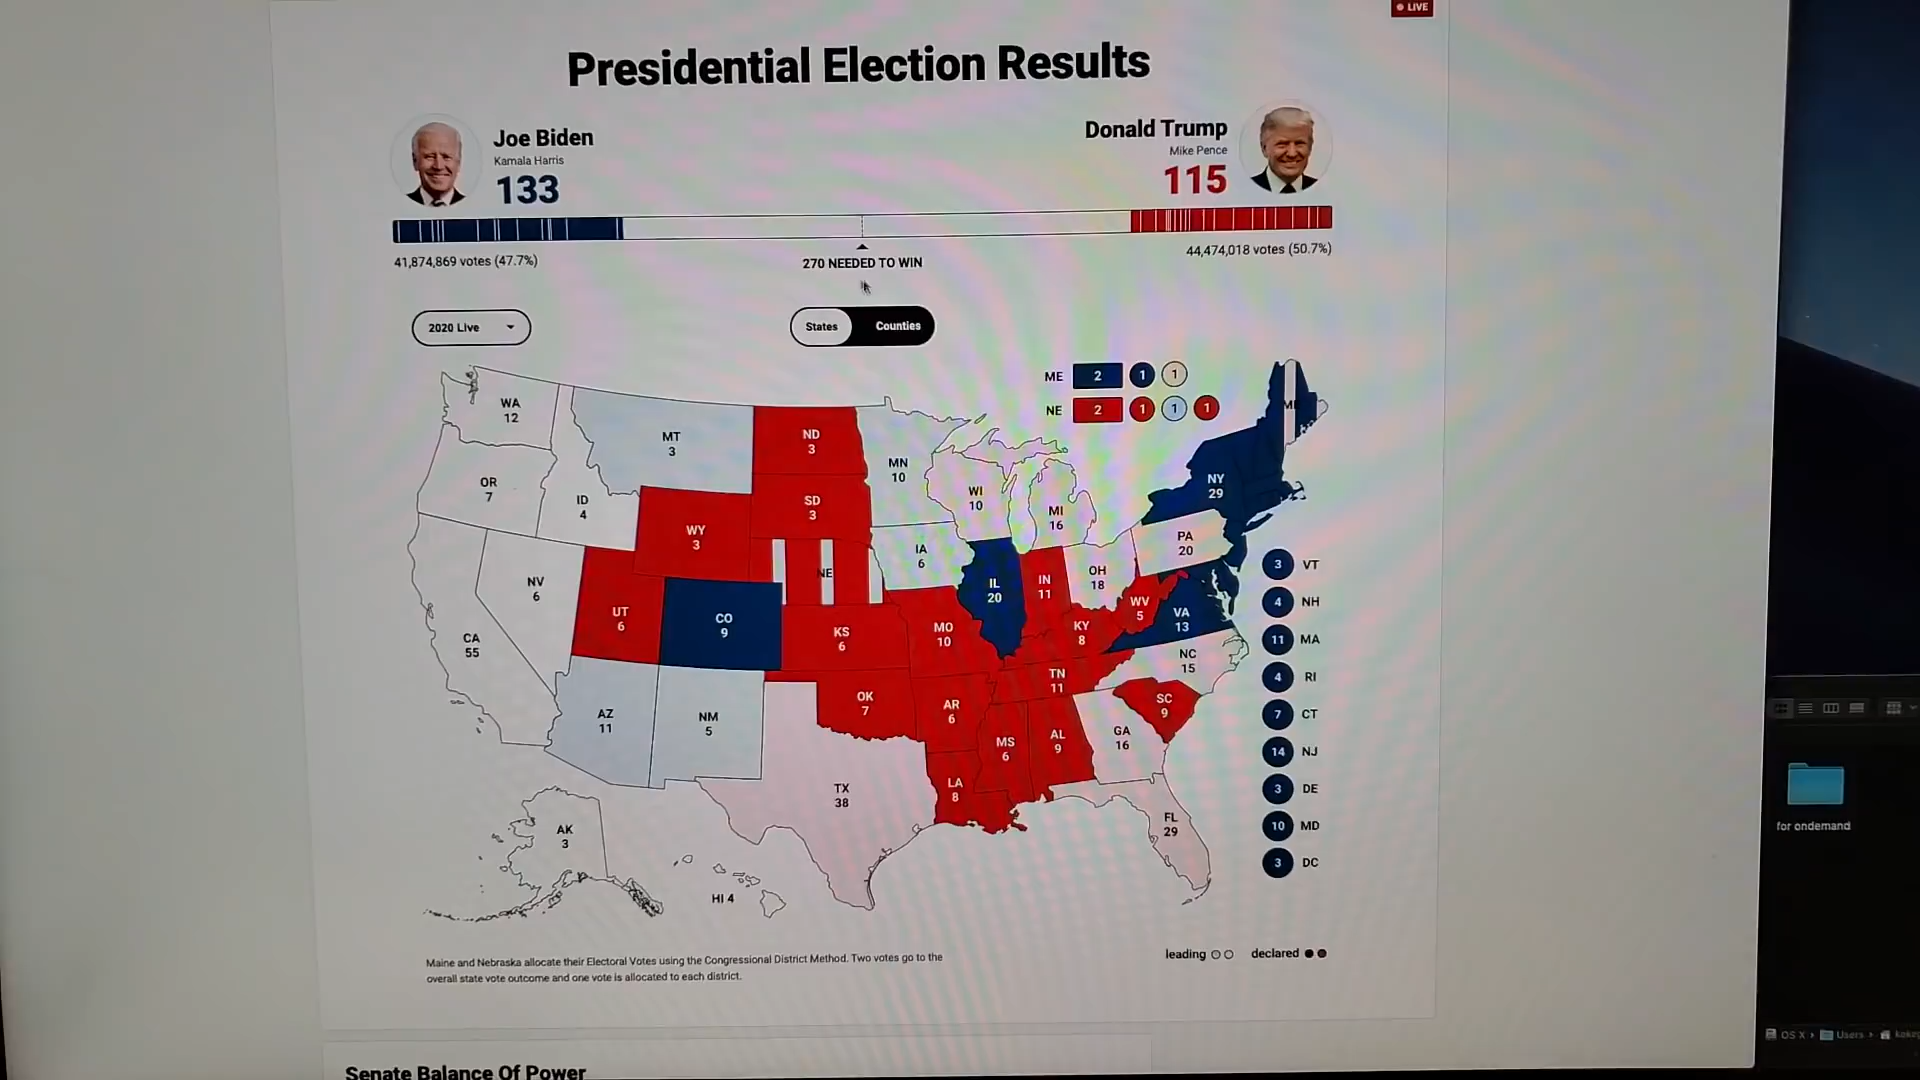 LIVE
Presidential Election Results
Joe Biden
Kamala Harris
133
Donald Trump
Mike Pence
115
41,874,869 votes (47.7%)
270 NEEDED TO WIN
44,474,018 votes (50.7%)
2020 Live
States
Counties
ME 2 1 1
NE 2 1 1 1
WA
12
MT
3
ND
3
MN
10
OR
7
ID
4
SD
3
WI
10
MI
16
NY
29
WY
3
IA
6
PA
20
NV
6
NE
IL
20
IN
11
OH
18
UT
6
CO
9
KS
6
MO
10
KY
8
WV
5
VA
13
CA
55
NC
15
TN
11
AZ
11
NM
5
OK
7
AR
6
SC
9
MS
6
AL
9
GA
16
TX
38
LA
8
FL
29
AK
3
HI 4
3 VT
4 NH
11 MA
4 RI
7 CT
14 NJ
3 DE
10 MD
3 DC
Maine and Nebraska allocate their Electoral Votes using the Congressional District Method. Two votes go to the
overall state vote outcome and one vote is allocated to each district.
leading
declared
Senate Balance Of Power
for ondemand
OS X
Users